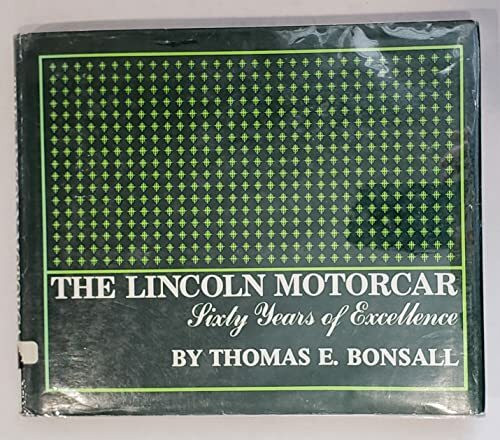 THE LINCOLN MOTORCAR
Sixty Years of Excellence
BY THOMAS E. BONSALL